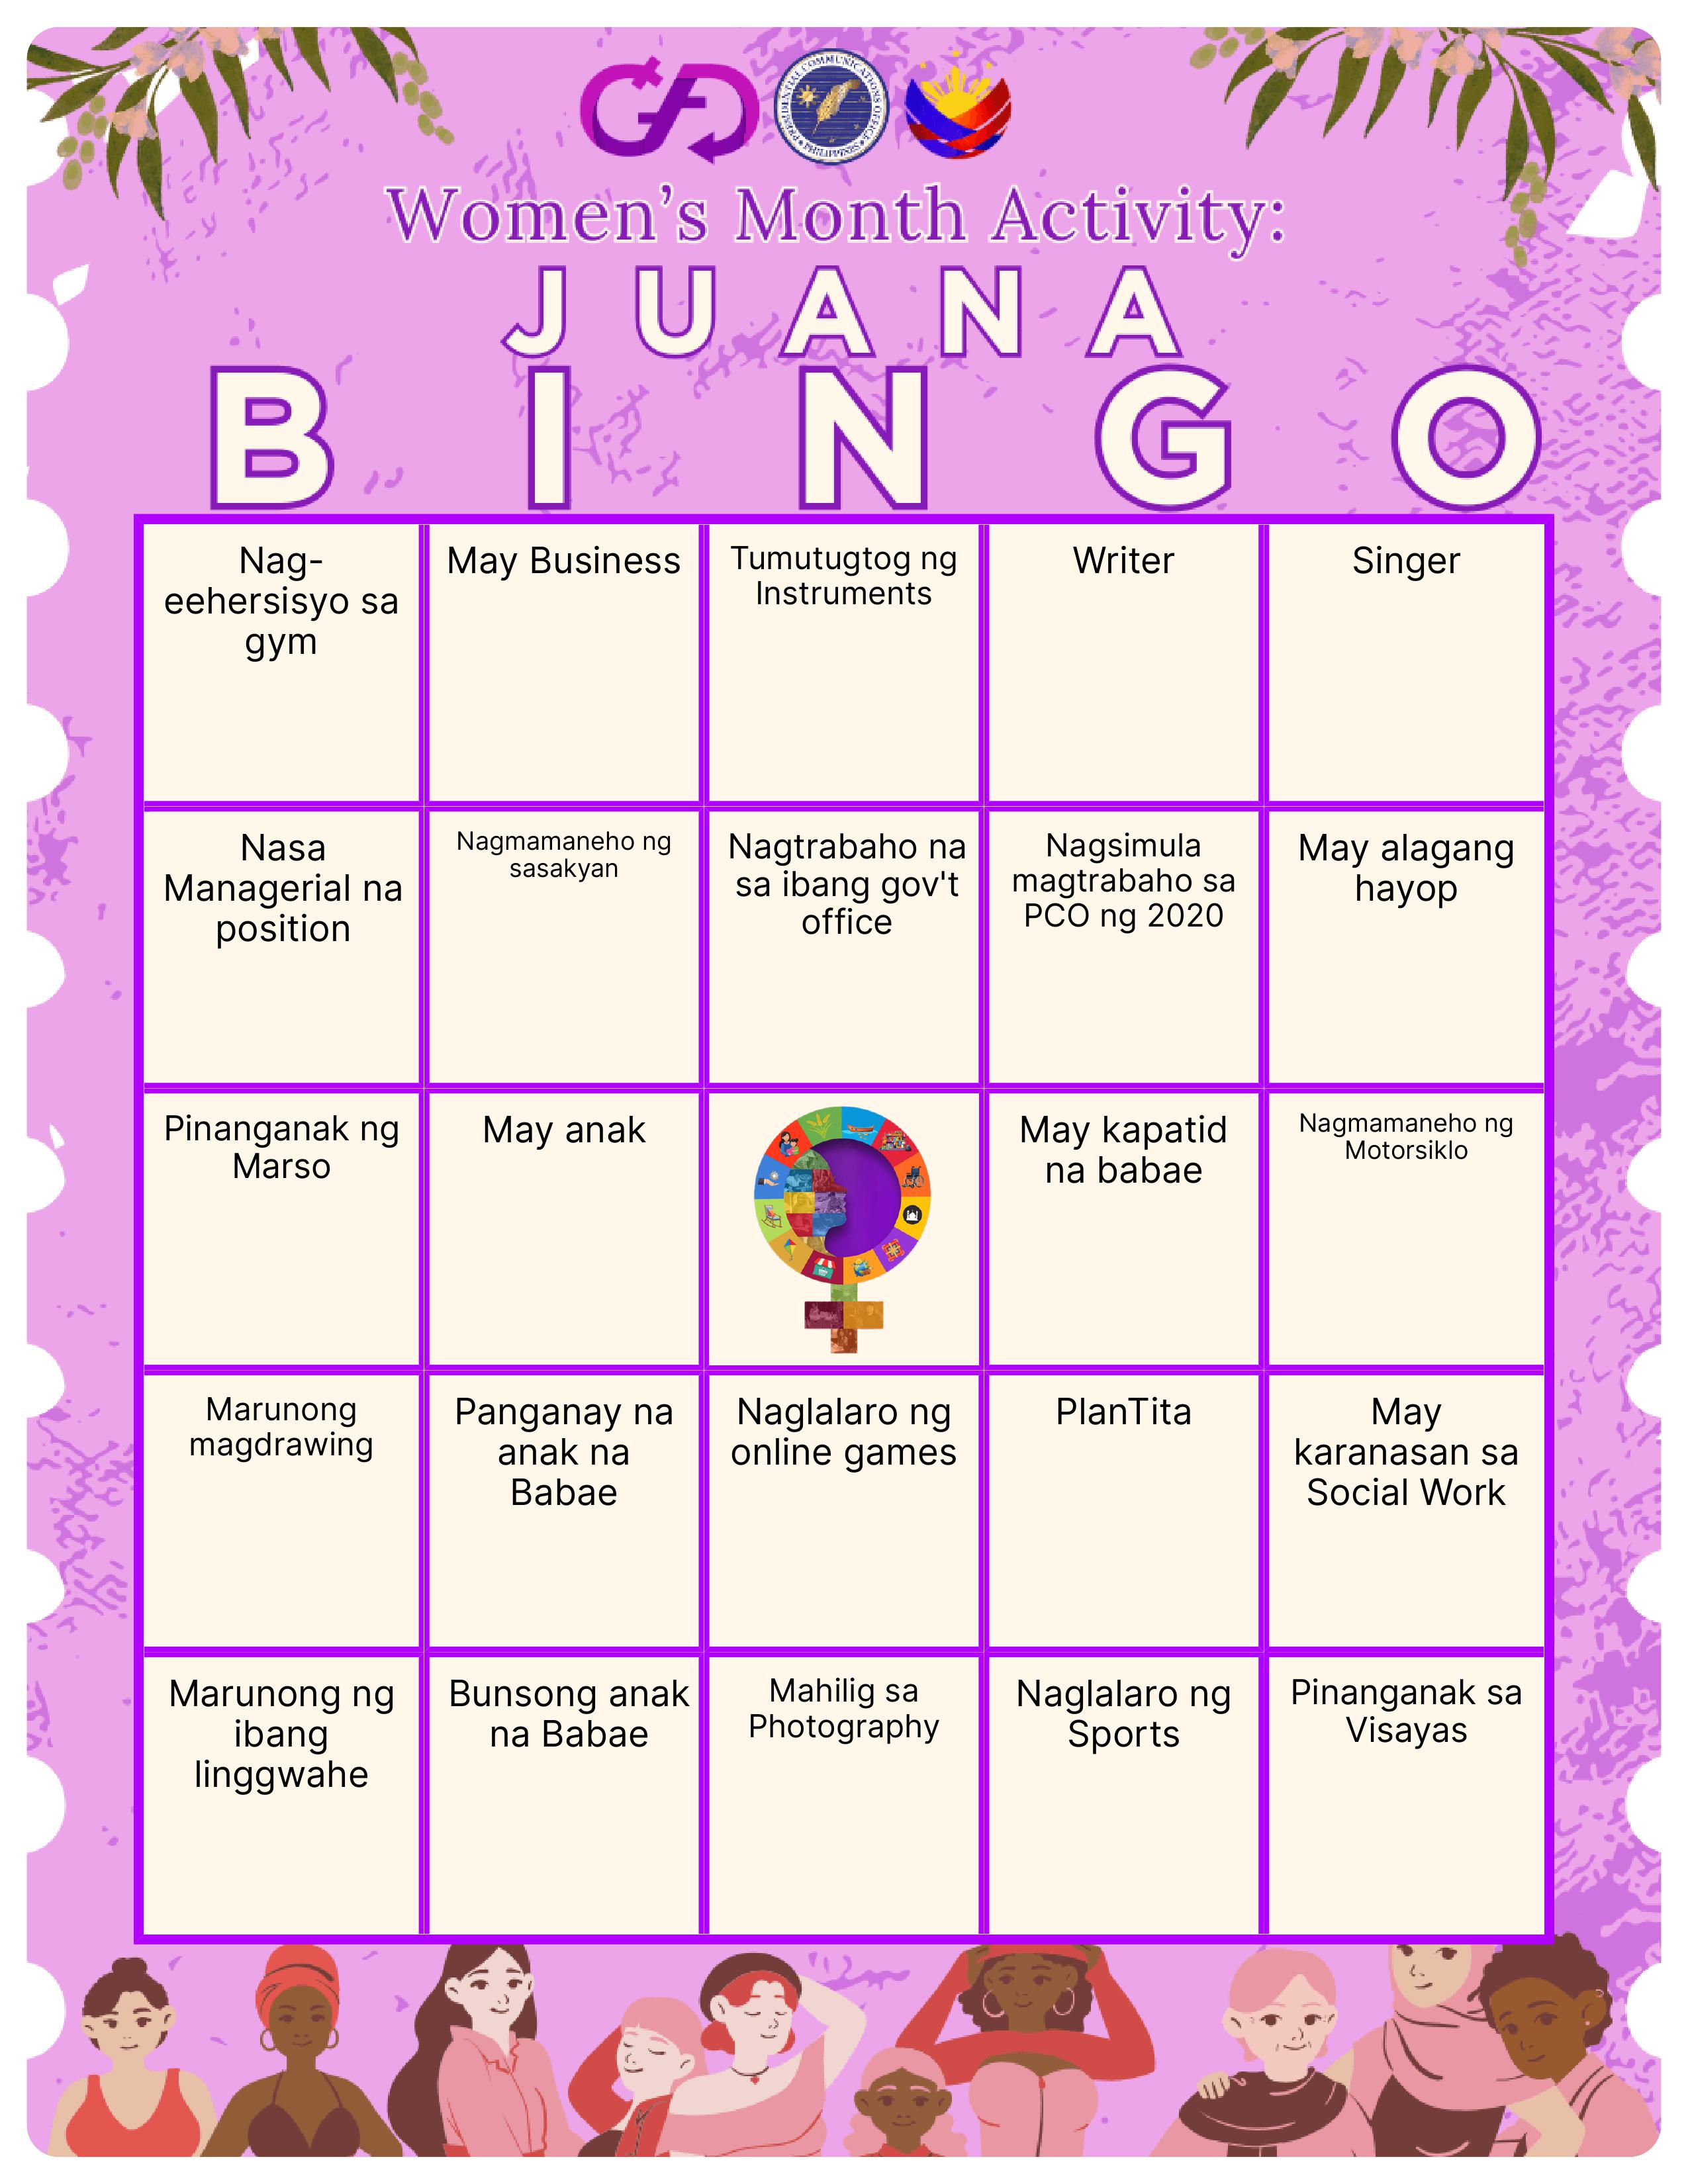 PRESIDENTIAL COMMUNICATIONS OFFICE
PHILIPPINES
Women's Month Activity:
JUANA
BINGO
Nag-
eehersisyo sa
gym
May Business
Tumutugtog ng
Instruments
Writer
Singer
Nasa
Managerial na
position
Nagmamaneho ng
sasakyan
Nagtrabaho na
sa ibang gov't
office
Nagsimula
magtrabaho sa
PCO ng 2020
May alagang
hayop
Pinanganak ng
Marso
May anak
May kapatid
na babae
Nagmamaneho ng
Motorsiklo
Marunong
magdrawing
Panganay na
anak na
Babae
Naglalaro ng
online games
PlanTita
May
karanasan sa
Social Work
Marunong ng
ibang
linggwahe
Bunsong anak
na Babae
Mahilig sa
Photography
Naglalaro ng
Sports
Pinanganak sa
Visayas